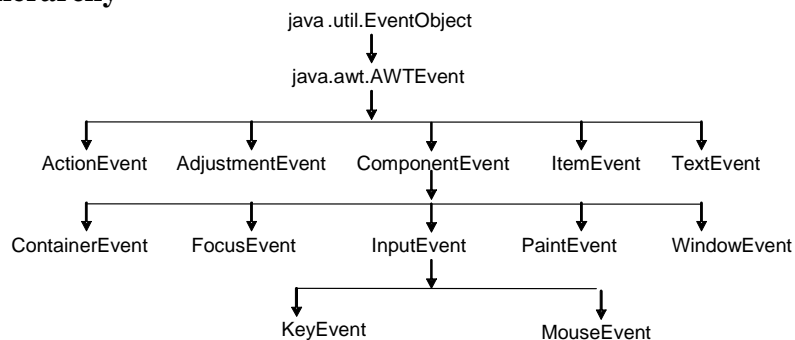 java .util.EventObject
java.awt.AWTEvent
ActionEvent AdjustmentEvent ComponentEvent ItemEvent TextEvent
ContainerEvent FocusEvent InputEvent PaintEvent WindowEvent
KeyEvent MouseEvent